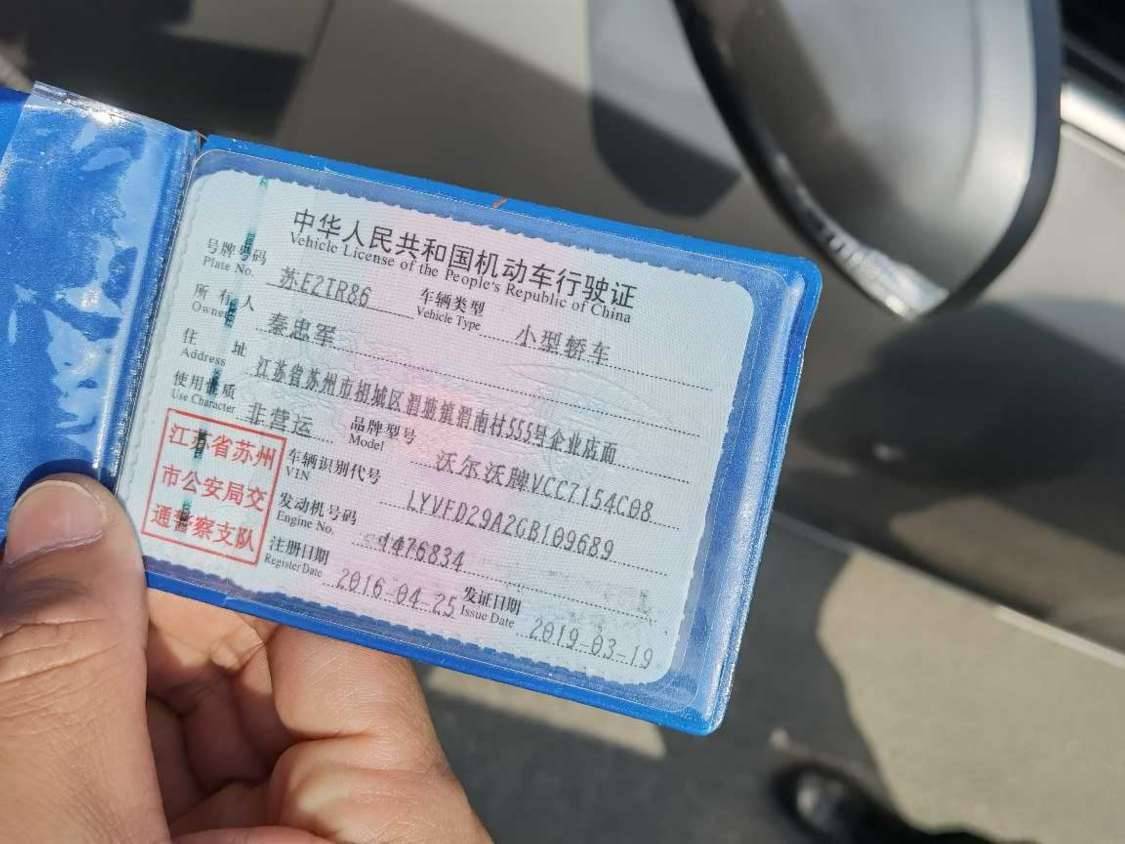 中华人民共和国机动车行驶证
Vehicle License of the People's Republic of China
号牌号码 苏E2TR86 车辆类型 小型轿车
Plate No. Vehicle Type
所有人 秦忠军
Owner
住址 江苏省苏州市相城区渭塘镇渭南村555号企业店面
Address
使用性质 非营运 品牌型号 沃尔沃牌VCC7154C08
Use Character Model
车辆识别代号 LYVFD29A2GB109689
VIN
发动机号码 1476834
Engine No.
注册日期 2016-04-25 发证日期 2019-03-19
Register Date Issue Date
江苏省苏州
市公安局交
通警察支队